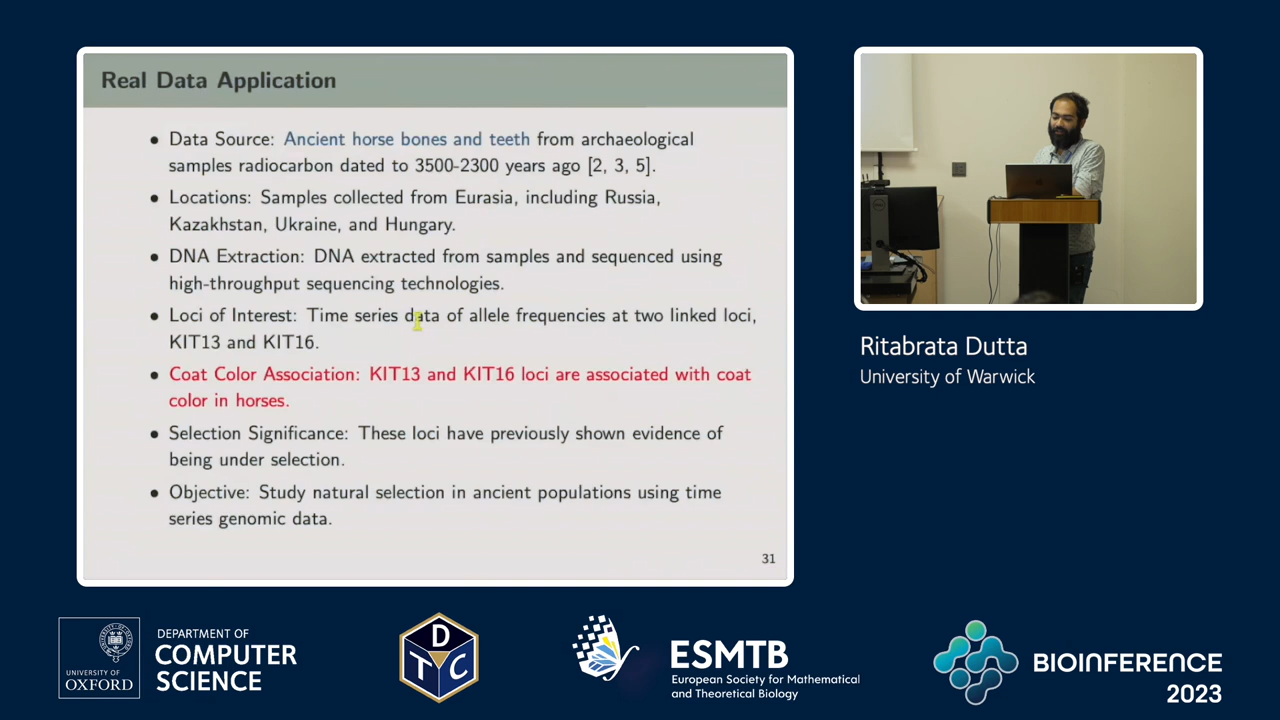 Real Data Application
• Data Source: Ancient horse bones and teeth from archaeological
samples radiocarbon dated to 3500-2300 years ago [2, 3, 5].
• Locations: Samples collected from Eurasia, including Russia,
Kazakhstan, Ukraine, and Hungary.
• DNA Extraction: DNA extracted from samples and sequenced using
high-throughput sequencing technologies.
• Loci of Interest: Time series data of allele frequencies at two linked loci,
KIT13 and KIT16.
• Coat Color Association: KIT13 and KIT16 loci are associated with coat
color in horses.
• Selection Significance: These loci have previously shown evidence of
being under selection.
• Objective: Study natural selection in ancient populations using time
series genomic data.
31
Ritabrata Dutta
University of Warwick
UNIVERSITY OF
OXFORD
DEPARTMENT OF
COMPUTER
SCIENCE
D
T C
ESMTB
European Society for Mathematical
and Theoretical Biology
BIOINFERENCE
2023